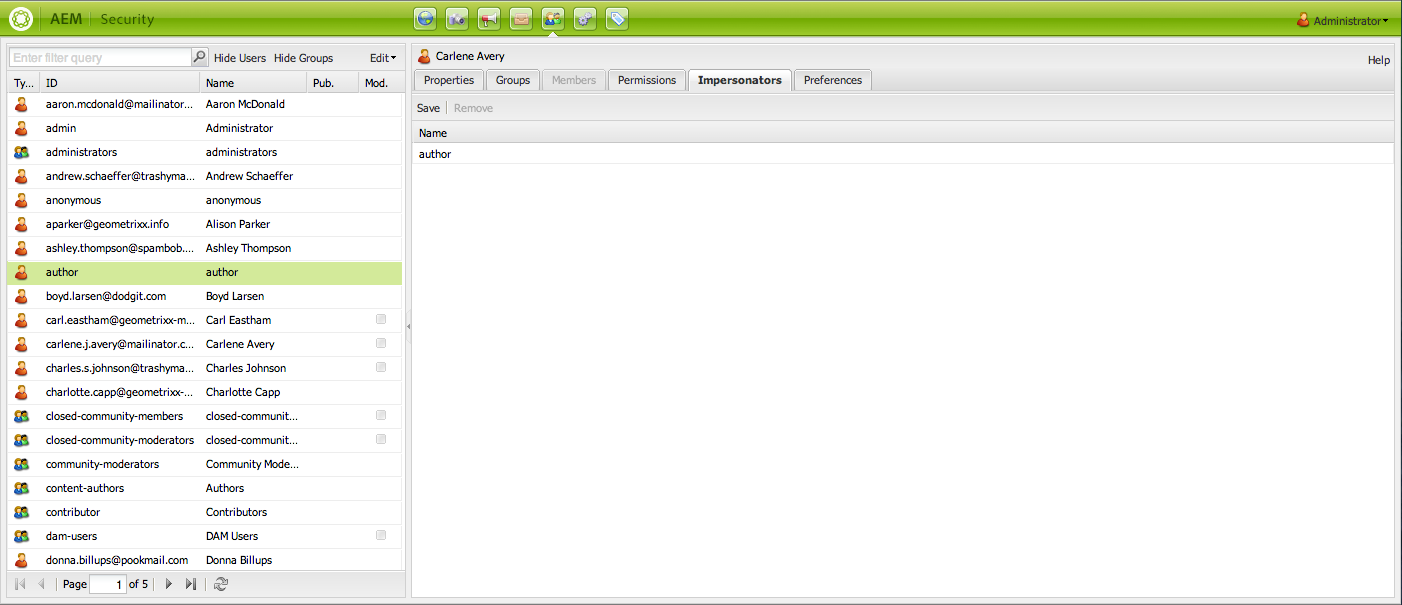 AEM Security Administrator
Enter filter query Hide Users Hide Groups Edit
Ty... ID Name Pub. Mod.
aaron.mcdonald@mailinator... Aaron McDonald
admin Administrator
administrators administrators
andrew.schaeffer@trashyma... Andrew Schaeffer
anonymous anonymous
aparker@geometrixx.info Alison Parker
ashley.thompson@spambob.... Ashley Thompson
author author
boyd.larsen@dodgit.com Boyd Larsen
carl.eastham@geometrixx-m... Carl Eastham
carlene.j.avery@mailinator.c... Carlene Avery
charles.s.johnson@trashyma... Charles Johnson
charlotte.capp@geometrixx-... Charlotte Capp
closed-community-members closed-communit...
closed-community-moderators closed-communit...
community-moderators Community Mode...
content-authors Authors
contributor Contributors
dam-users DAM Users
donna.billups@pookmail.com Donna Billups
Page 1 of 5
Carlene Avery
Help
Properties Groups Members Permissions Impersonators Preferences
Save Remove
Name
author